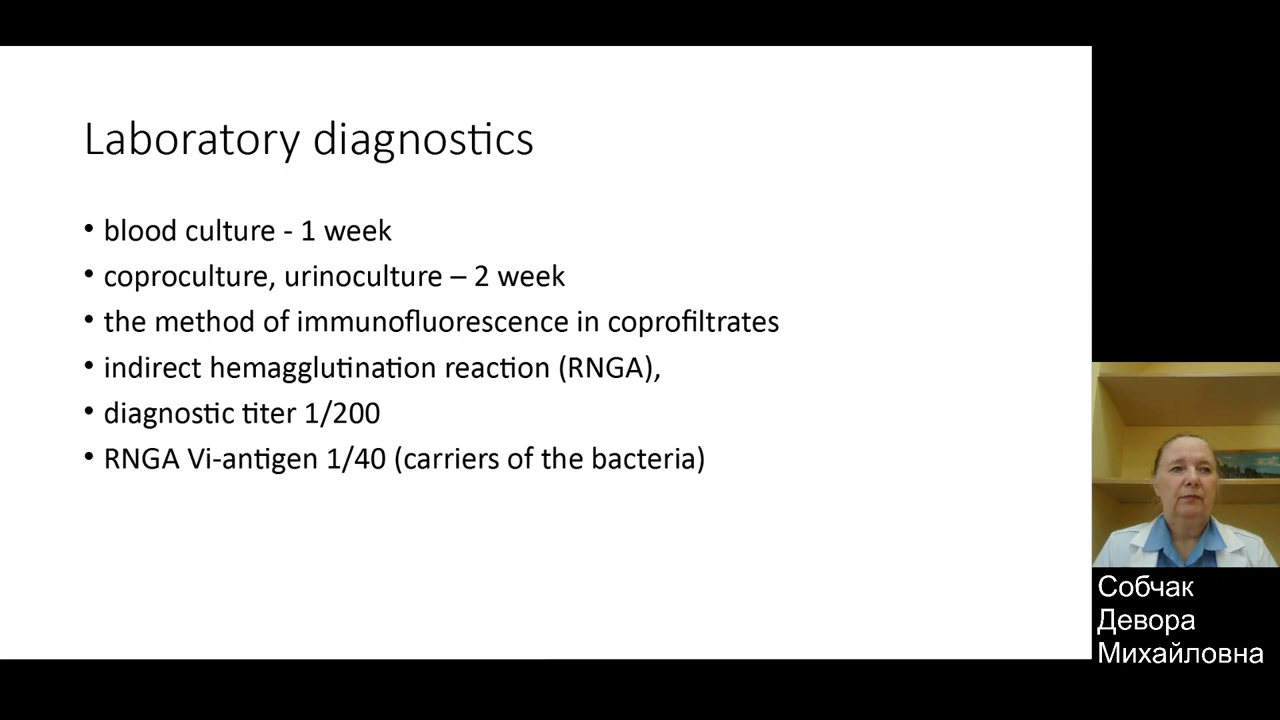 Laboratory diagnostics
• blood culture - 1 week
• coproculture, urinoculture – 2 week
• the method of immunofluorescence in coprofiltrates
• indirect hemagglutination reaction (RNGA),
• diagnostic titer 1/200
• RNGA Vi-antigen 1/40 (carriers of the bacteria)
Собчак
Девора
Михайловна